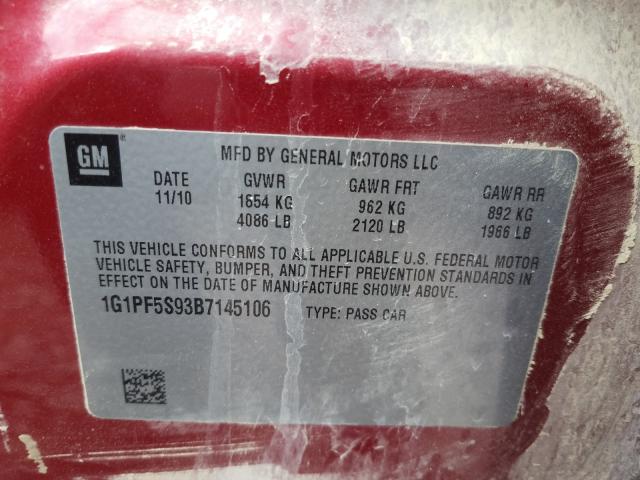 GM
MFD BY GENERAL MOTORS LLC
DATE GVWR GAWR FRT GAWR RR
11/10 1654 KG 962 KG 892 KG
4086 LB 2120 LB 1966 LB
THIS VEHICLE CONFORMS TO ALL APPLICABLE U.S. FEDERAL MOTOR
VEHICLE SAFETY, BUMPER, AND THEFT PREVENTION STANDARDS IN
EFFECT ON THE DATE OF MANUFACTURE SHOWN ABOVE.
1G1PF5S93B7145106 TYPE: PASS CAR